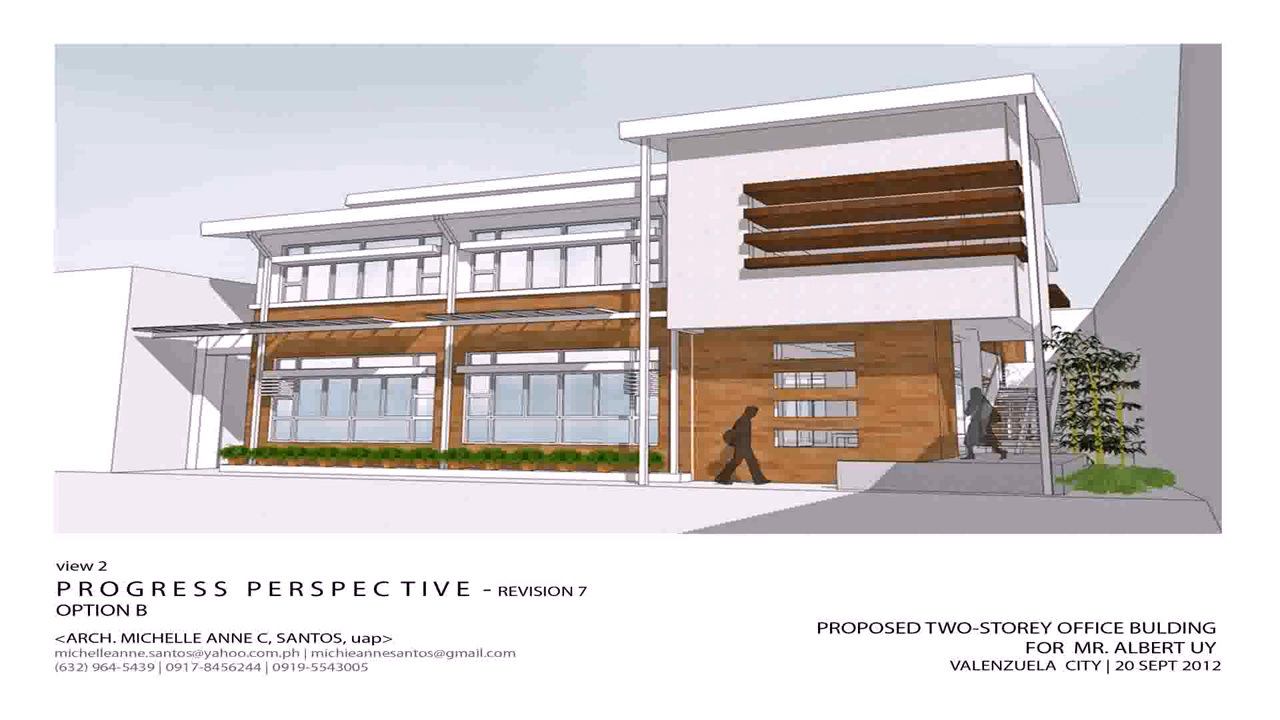 view 2
PROGRESS PERSPECTIVE - REVISION 7
OPTION B
<ARCH. MICHELLE ANNE C, SANTOS, uap>
michelleanne.santos@yahoo.com.ph | michieannesantos@gmail.com
(632) 964-5439 | 0917-8456244 | 0919-5543005
PROPOSED TWO-STOREY OFFICE BULDING
FOR MR. ALBERT UY
VALENZUELA CITY | 20 SEPT 2012